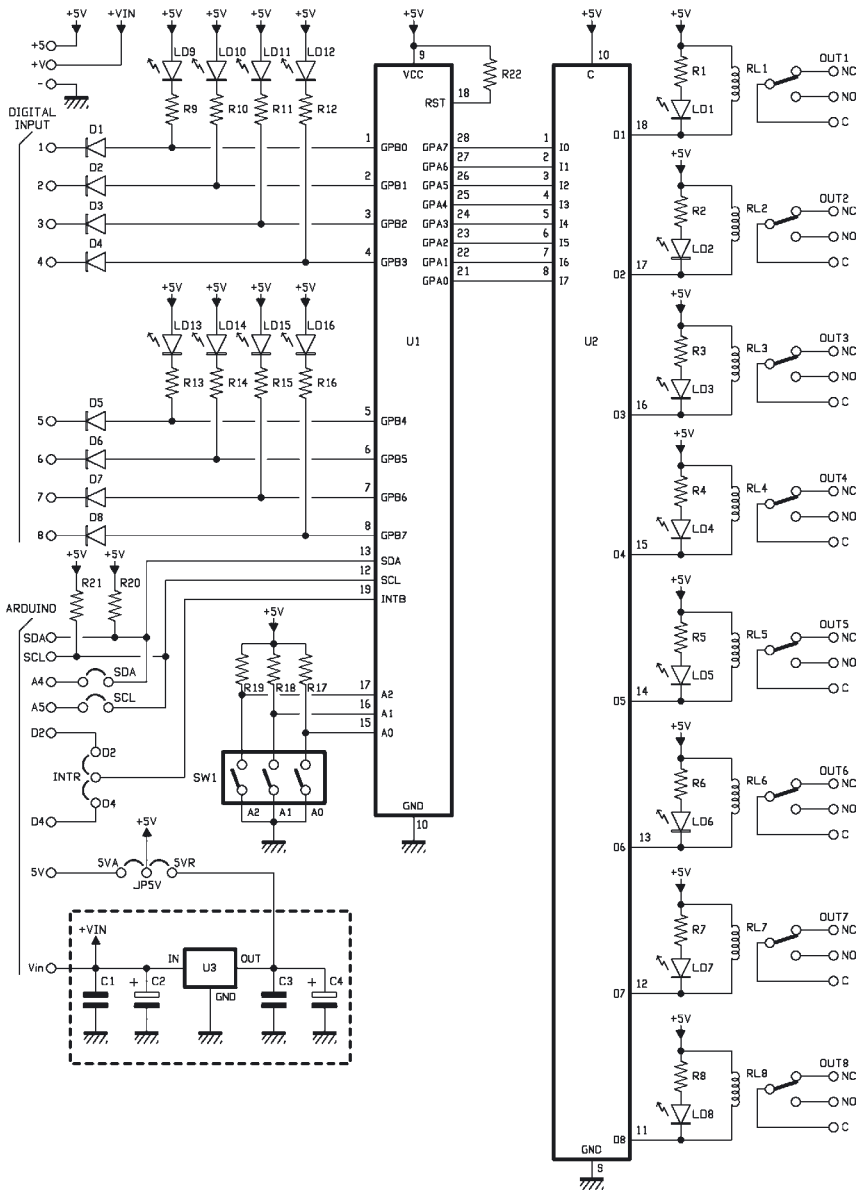 +5V +VIN +5V +5V +5V +5V +5V +5V +5V
+5
+V
-
LD9 LD10 LD11 LD12
R9 R10 R11 R12
DIGITAL
INPUT
1 D1 1 GPB0
2 D2 2 GPB1
3 D3 3 GPB2
4 D4 4 GPB3
+5V +5V +5V +5V
LD13 LD14 LD15 LD16
R13 R14 R15 R16
5 D5 5 GPB4
6 D6 6 GPB5
7 D7 7 GPB6
8 D8 8 GPB7
13 SDA
12 SCL
19 INTB
+5V +5V
R21 R20
ARDUINO
SDA
SCL
A4 SDA
A5 SCL
D2 D2
INTR
D4 D4
+5V
R19 R18 R17
17 A2
16 A1
15 A0
SW1
A2 A1 A0
9
VCC
18 RST
R22
U1
GPA7 28 1 I0
GPA6 27 2 I1
GPA5 26 3 I2
GPA4 25 4 I3
GPA3 24 5 I4
GPA2 23 6 I5
GPA1 22 7 I6
GPA0 21 8 I7
GND
10
10
C
U2
GND
S
+5V
5V 5VA 5VR
JP5V
+VIN
Vin IN U3 OUT
GND
C1 + C2 C3 + C4
R1 RL1 OUT1
LD1 NC
NO
C
O1 18
+5V
R2 RL2 OUT2
LD2 NC
NO
C
O2 17
+5V
R3 RL3 OUT3
LD3 NC
NO
C
O3 16
+5V
R4 RL4 OUT4
LD4 NC
NO
C
O4 15
+5V
R5 RL5 OUT5
LD5 NC
NO
C
O5 14
+5V
R6 RL6 OUT6
LD6 NC
NO
C
O6 13
+5V
R7 RL7 OUT7
LD7 NC
NO
C
O7 12
+5V
R8 RL8 OUT8
LD8 NC
NO
C
O8 11